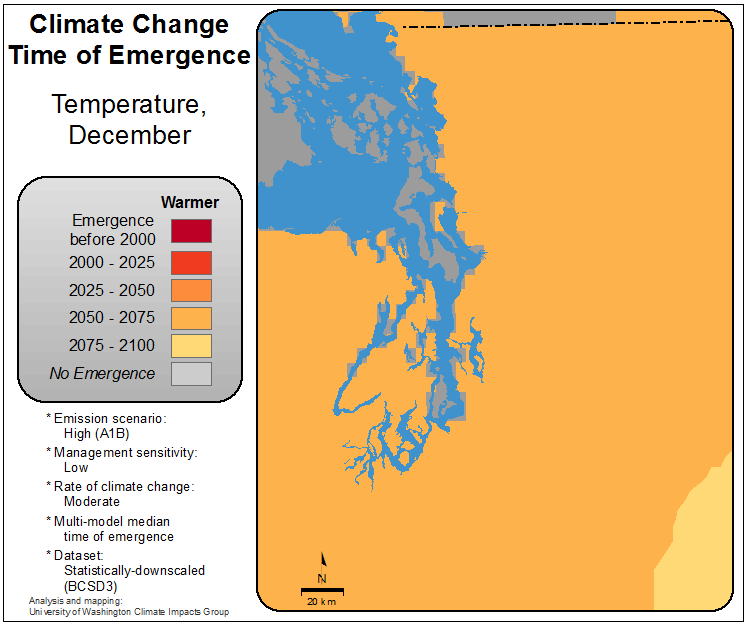 Climate Change
Time of Emergence
Temperature,
December
Warmer
Emergence
before 2000
2000 - 2025
2025 - 2050
2050 - 2075
2075 - 2100
No Emergence
* Emission scenario:
High (A1B)
* Management sensitivity:
Low
* Rate of climate change:
Moderate
* Multi-model median
time of emergence
* Dataset:
Statistically-downscaled
(BCSD3)
Analysis and mapping:
University of Washington Climate Impacts Group
N
20 km